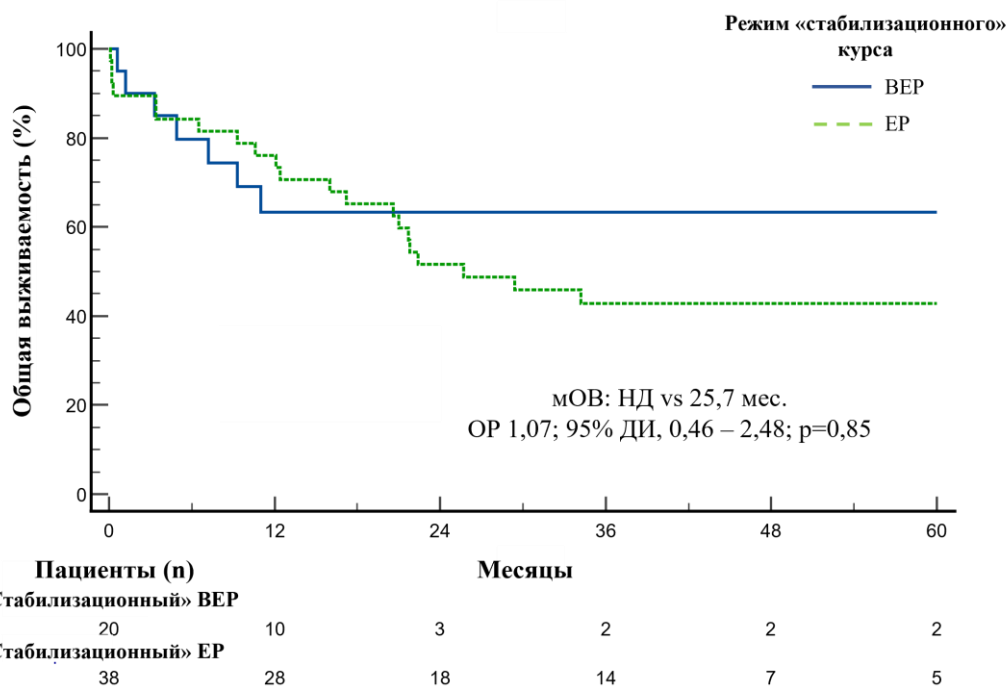 Режим «стабилизационного»
курса
BEP
EP
Общая выживаемость (%)
100
80
60
40
20
0
мОВ: НД vs 25,7 мес.
ОР 1,07; 95% ДИ, 0,46 – 2,48; p=0,85
0 12 24 36 48 60
Пациенты (n) Месяцы
Стабилизационный» BEP
20 10 3 2 2 2
Стабилизационный» EP
38 28 18 14 7 5